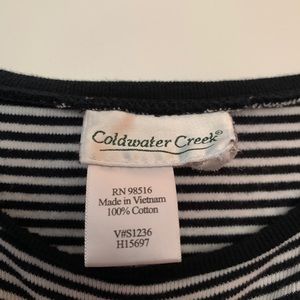 Coldwater Creek®
RN 98516
Made in Vietnam
100% Cotton
V#S1236
H15697